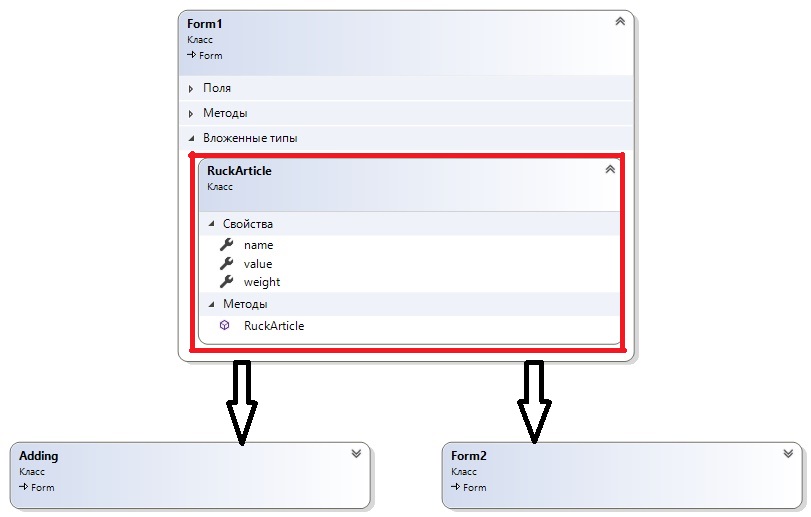 Form1
Класс
Form
Поля
Методы
Вложенные типы
RuckArticle
Класс
Свойства
name
value
weight
Методы
RuckArticle
Adding
Класс
Form
Form2
Класс
Form